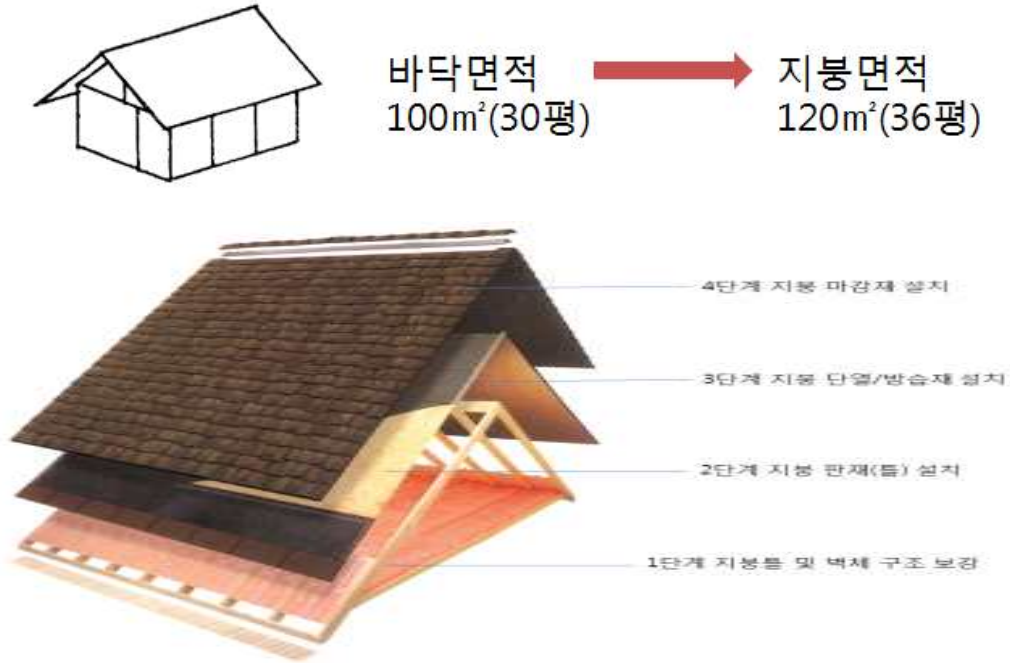 바닥면적
100㎡(30평)
지붕면적
120㎡(36평)
4단계 지붕 마감재 설치
3단계 지붕 단열/방습재 설치
2단계 지붕 판재(틀) 설치
1단계 지붕틀 및 벽체 구조 보강